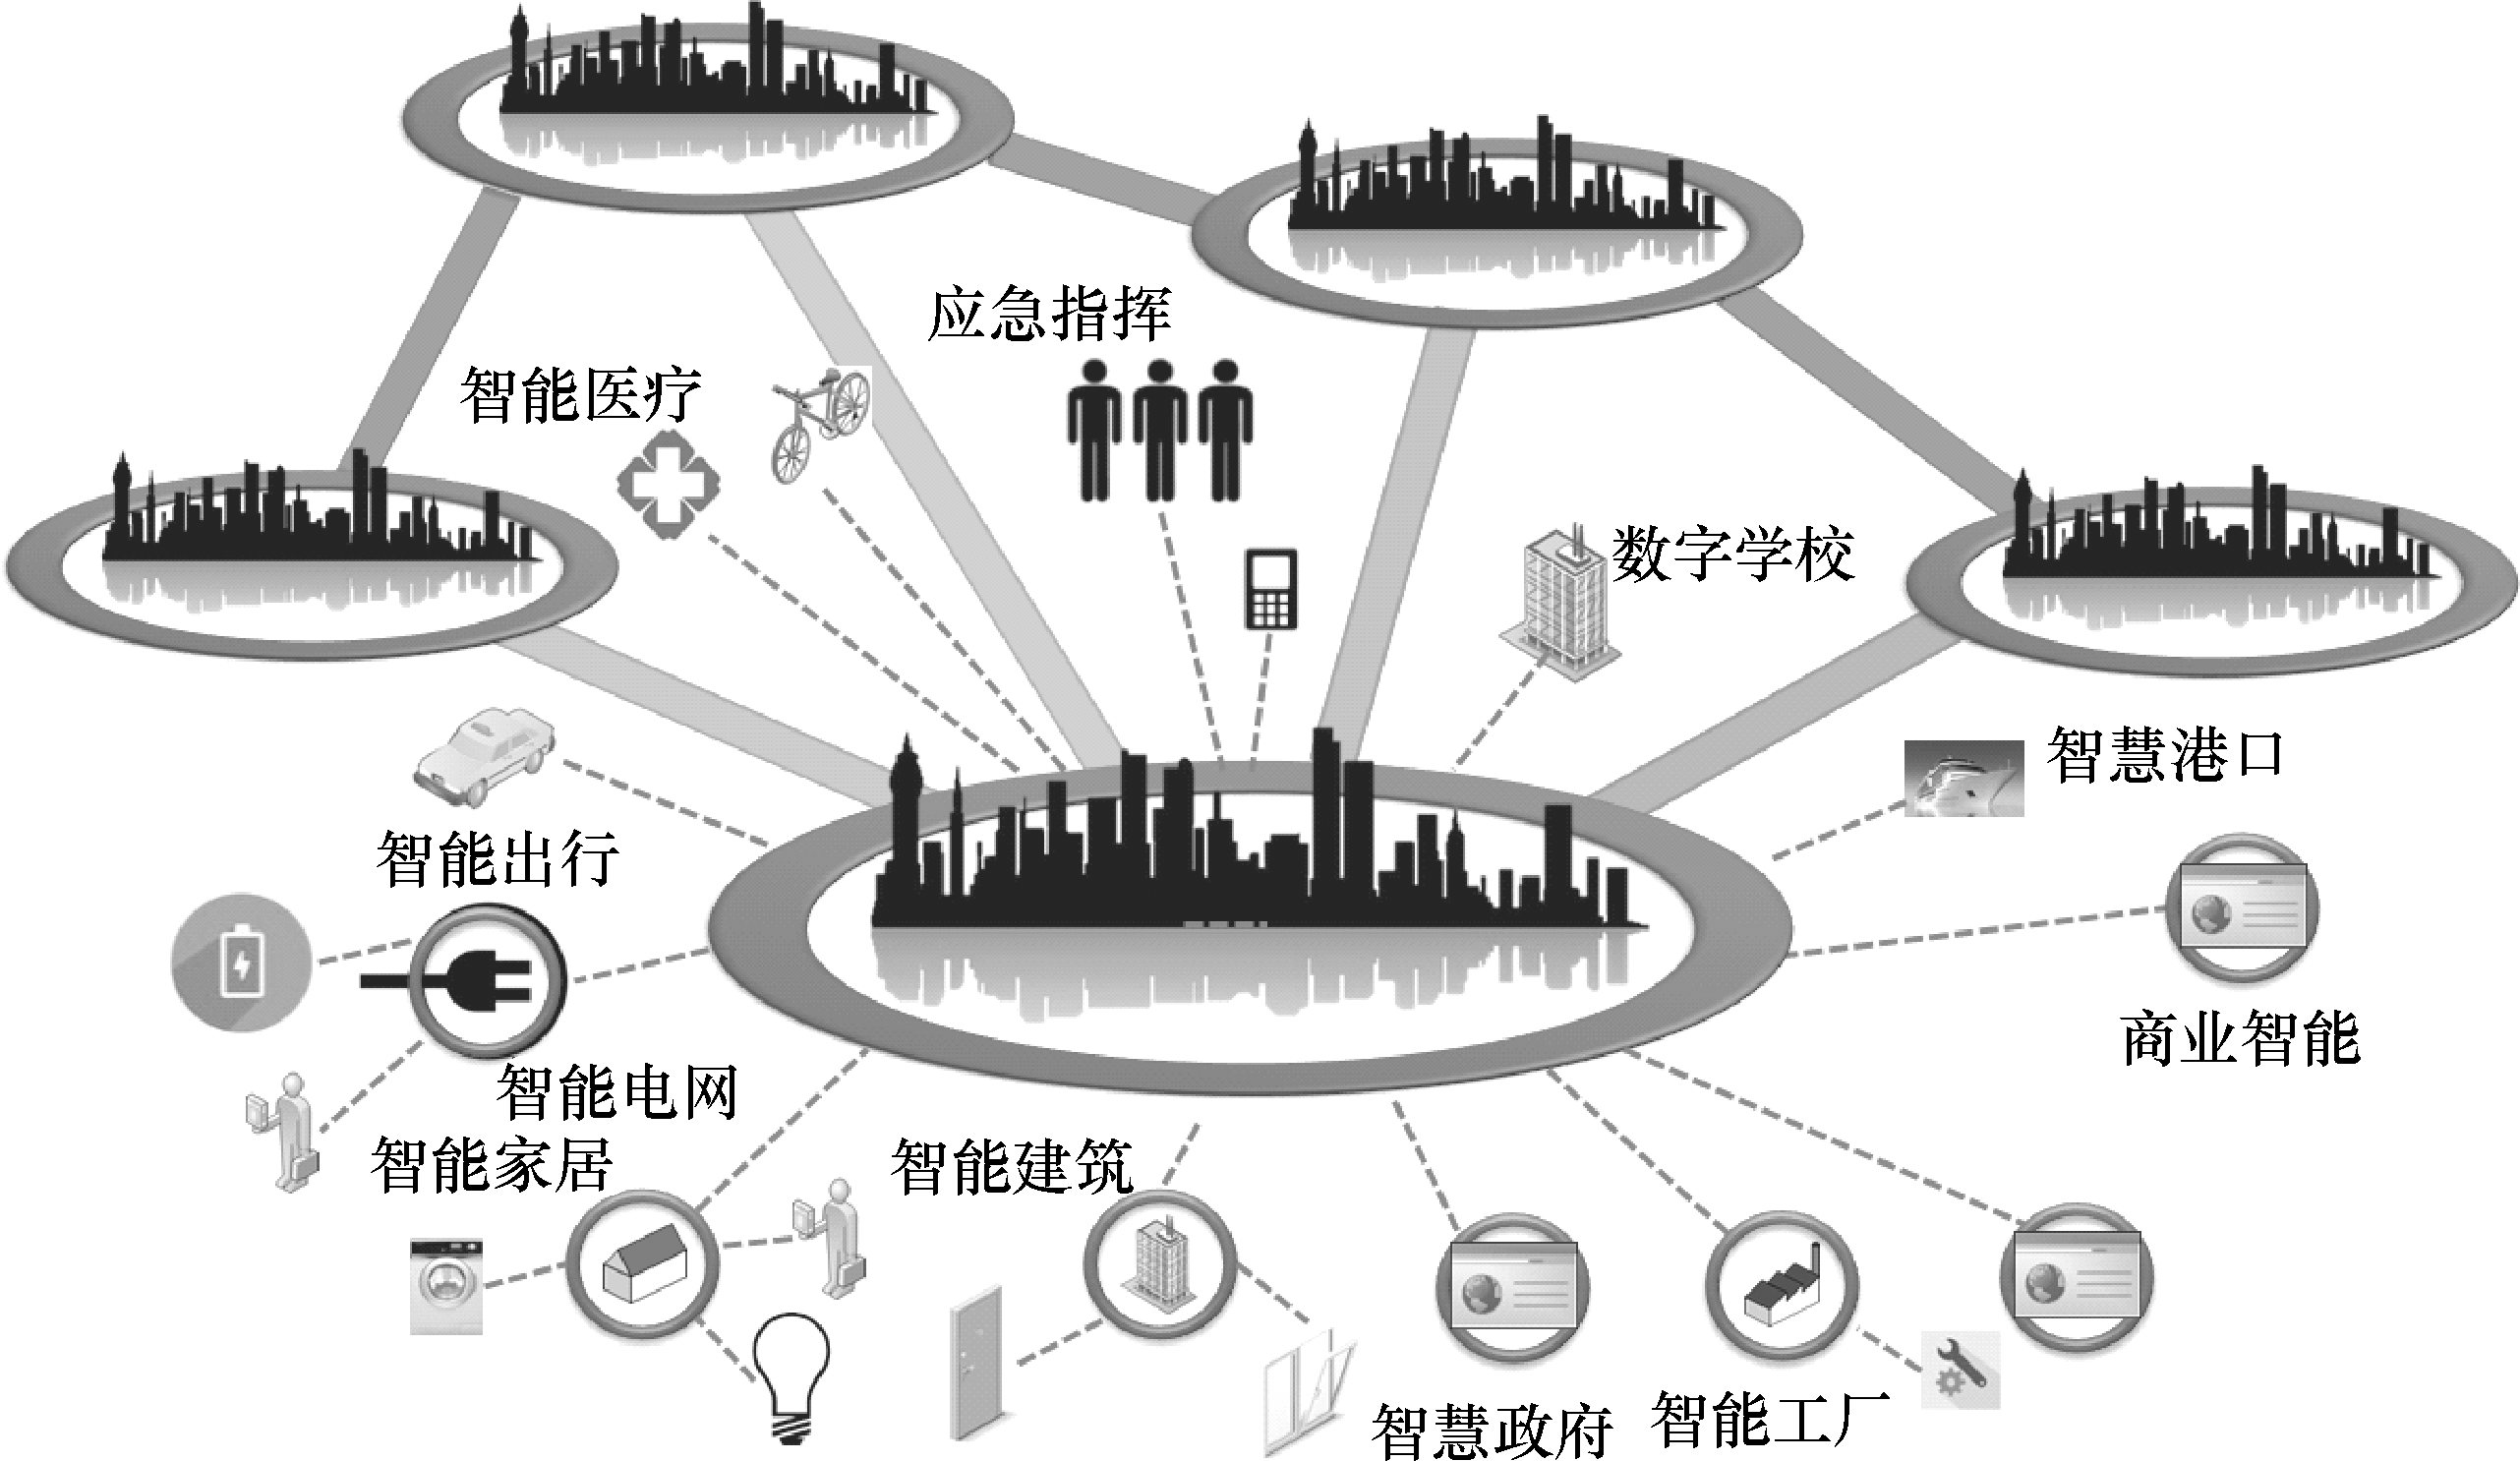 应急指挥
智能医疗
数字学校
智慧港口
智能出行
商业智能
智能电网
智能家居
智能建筑
智慧政府
智能工厂